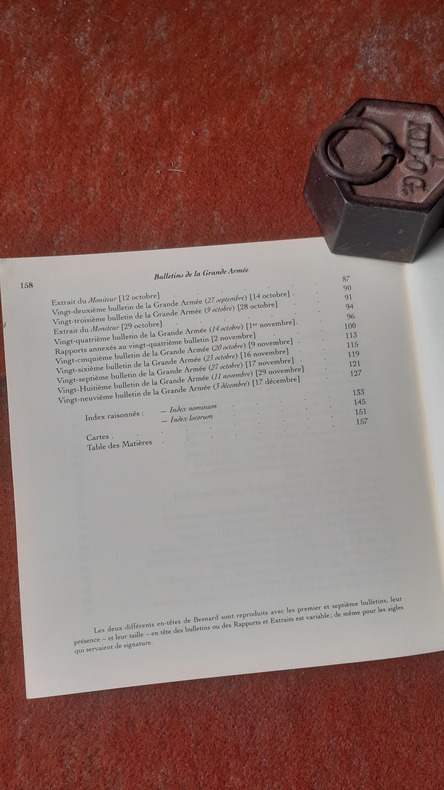 158
Bulletins de la Grande Armée
Extrait du Moniteur [12 octobre] 87
Vingt-deuxième bulletin de la Grande Armée (27 septembre) [14 octobre] 90
Vingt-troisième bulletin de la Grande Armée (9 octobre) [28 octobre] 91
Extrait du Moniteur [29 octobre] 94
Vingt-quatrième bulletin de la Grande Armée (14 octobre) [1er novembre]. 96
Rapports annexés au vingt-quatrième bulletin [2 novembre] 100
Vingt-cinquième bulletin de la Grande Armée (20 octobre) [9 novembre] 113
Vingt-sixième bulletin de la Grande Armée (23 octobre) [16 novembre] 115
Vingt-septième bulletin de la Grande Armée (27 octobre) [17 novembre] 119
Vingt-Huitième bulletin de la Grande Armée (11 novembre) [29 novembre] 121
Vingt-neuvième bulletin de la Grande Armée (3 décembre) [17 décembre] 127
Index raisonnés : — Index nominum 133
— Index locorum 145
Cartes . 151
Table des Matières 157
Les deux différents en-têtes de Besnard sont reproduits avec les premier et septième bulletins, leur
présence – et leur taille – en tête des bulletins ou des Rapports et Extraits est variable ; de même pour les aigles
qui servaient de signature.
KILOG.